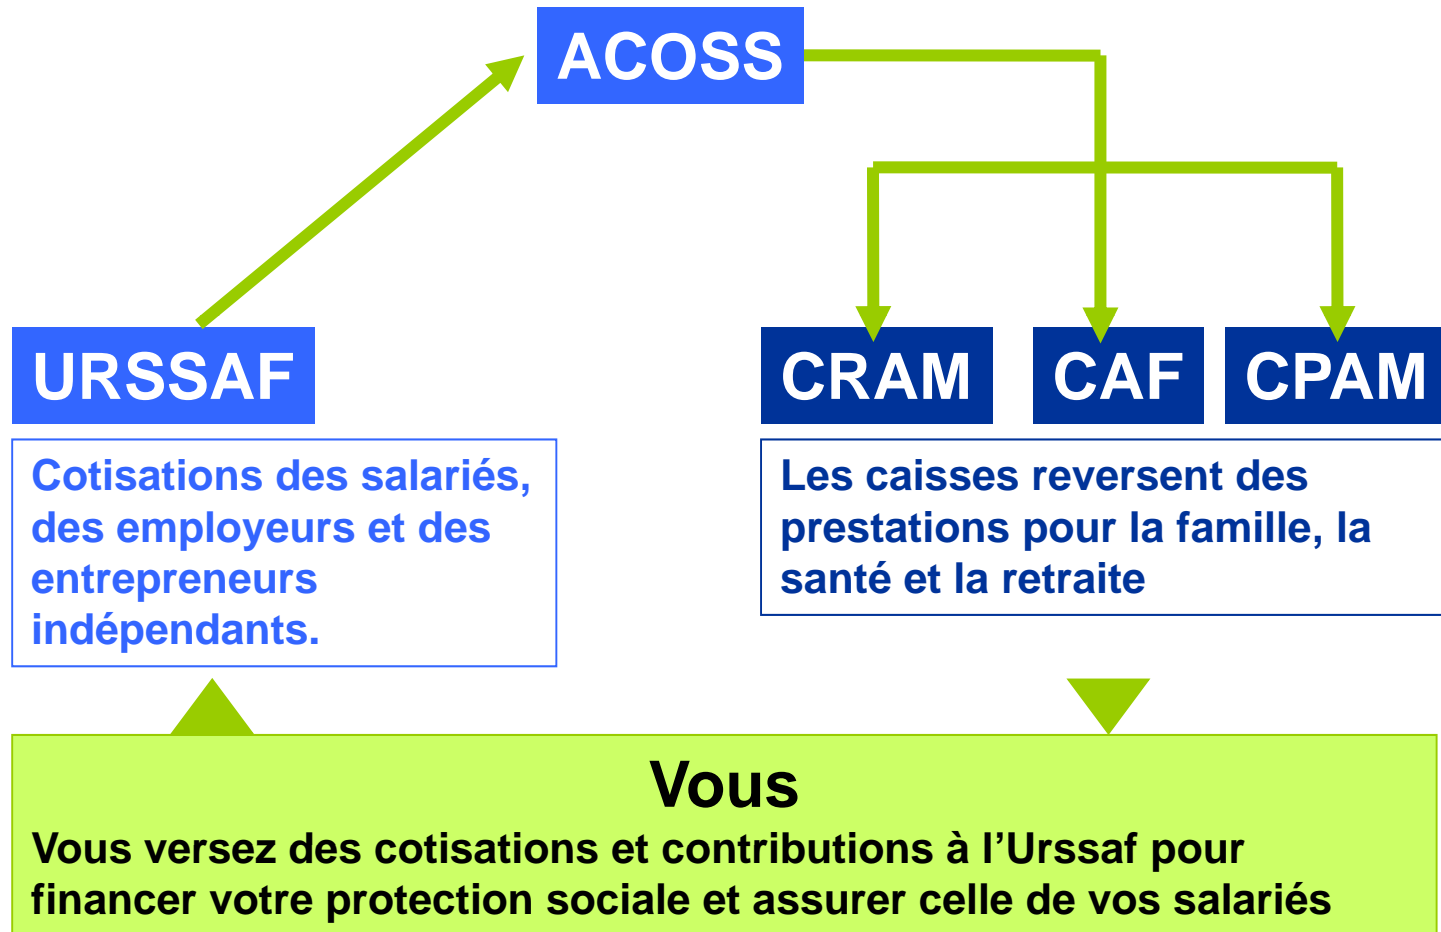 ACOSS
URSSAF
Cotisations des salariés,
des employeurs et des
entrepreneurs
indépendants.
CRAM
CAF
CPAM
Les caisses reversent des
prestations pour la famille, la
santé et la retraite
Vous
Vous versez des cotisations et contributions à l’Urssaf pour
financer votre protection sociale et assurer celle de vos salariés